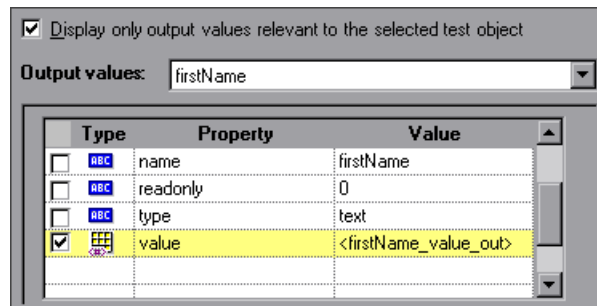 Display only output values relevant to the selected test object
Output values: firstName
Type Property Value
ABC name firstName
ABC readonly 0
ABC type text
value <firstName_value_out>